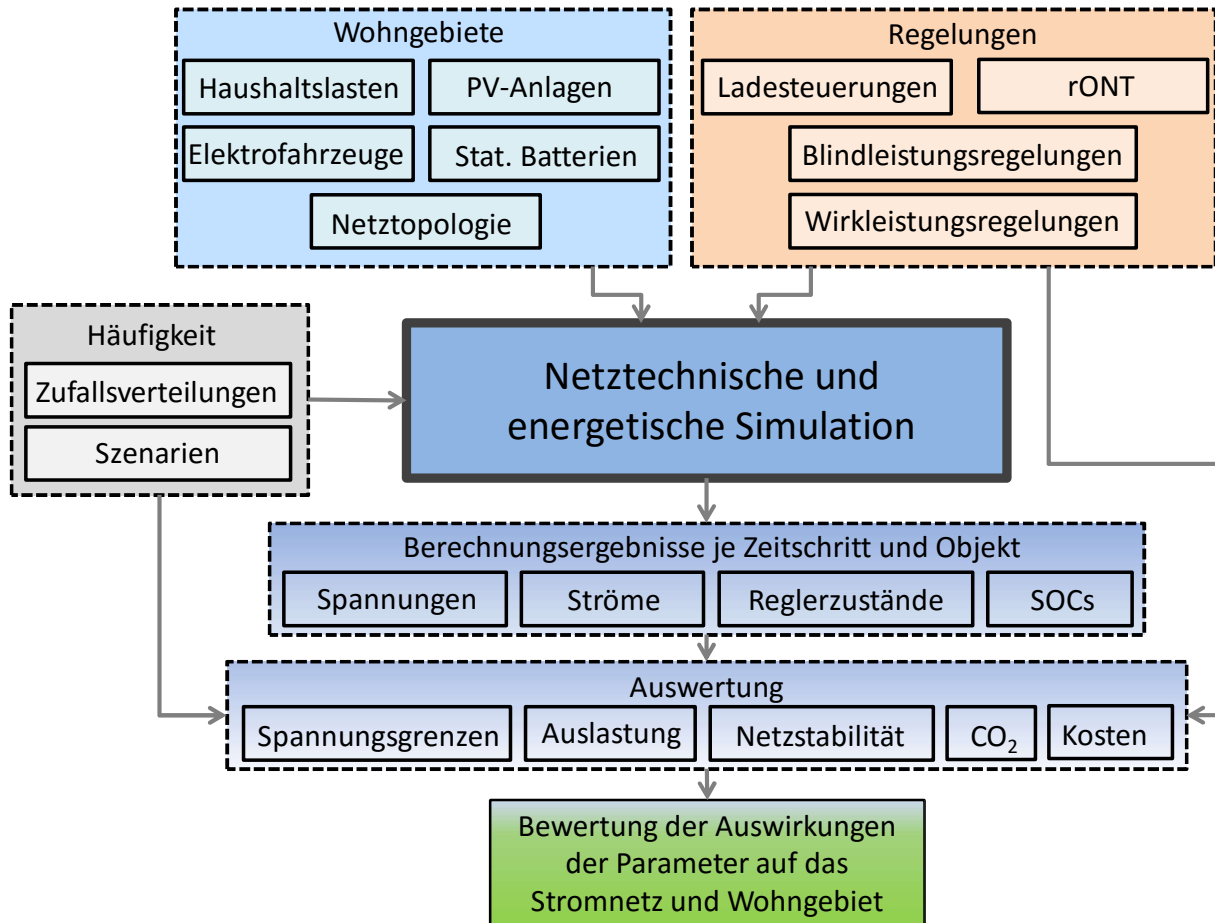 Wohngebiete
Haushaltslasten
PV-Anlagen
Elektrofahrzeuge
Stat. Batterien
Netztopologie
Regelungen
Ladesteuerungen
rONT
Blindleistungsregelungen
Wirkleistungsregelungen
Häufigkeit
Zufallsverteilungen
Szenarien
Netztechnische und
energetische Simulation
Berechnungsergebnisse je Zeitschritt und Objekt
Spannungen
Ströme
Reglerzustände
SOCs
Auswertung
Spannungsgrenzen
Auslastung
Netzstabilität
CO₂
Kosten
Bewertung der Auswirkungen
der Parameter auf das
Stromnetz und Wohngebiet